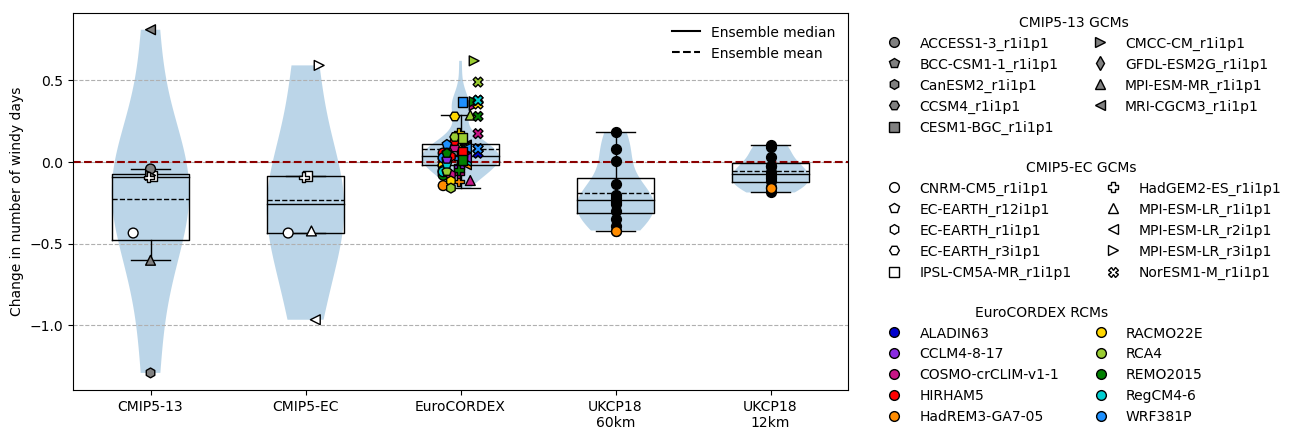 Change in number of windy days
0.5
0.0
−0.5
−1.0
CMIP5-13
CMIP5-EC
EuroCORDEX
UKCP18
60km
UKCP18
12km
Ensemble median
Ensemble mean
CMIP5-13 GCMs
ACCESS1-3_r1i1p1
BCC-CSM1-1_r1i1p1
CanESM2_r1i1p1
CCSM4_r1i1p1
CESM1-BGC_r1i1p1
CMCC-CM_r1i1p1
GFDL-ESM2G_r1i1p1
MPI-ESM-MR_r1i1p1
MRI-CGCM3_r1i1p1
CMIP5-EC GCMs
CNRM-CM5_r1i1p1
EC-EARTH_r12i1p1
EC-EARTH_r1i1p1
EC-EARTH_r3i1p1
IPSL-CM5A-MR_r1i1p1
HadGEM2-ES_r1i1p1
MPI-ESM-LR_r1i1p1
MPI-ESM-LR_r2i1p1
MPI-ESM-LR_r3i1p1
NorESM1-M_r1i1p1
EuroCORDEX RCMs
ALADIN63
CCLM4-8-17
COSMO-crCLIM-v1-1
HIRHAM5
HadREM3-GA7-05
RACMO22E
RCA4
REMO2015
RegCM4-6
WRF381P